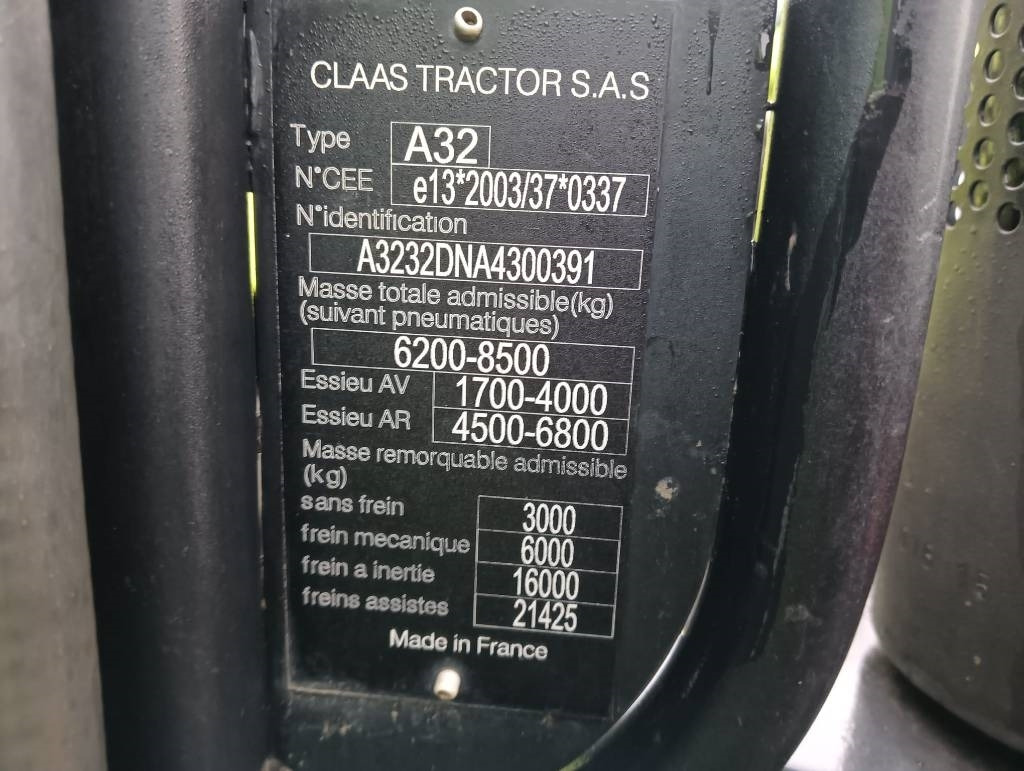 CLAAS TRACTOR S.A.S
Type A32
N°CEE e13*2003/37*0337
N°identification
A3232DNA4300391
Masse totale admissible(kg)
(suivant pneumatiques)
6200-8500
Essieu AV 1700-4000
Essieu AR 4500-6800
Masse remorquable admissible
(kg)
sans frein 3000
frein mecanique 6000
frein a inertie 16000
freins assistes 21425
Made in France